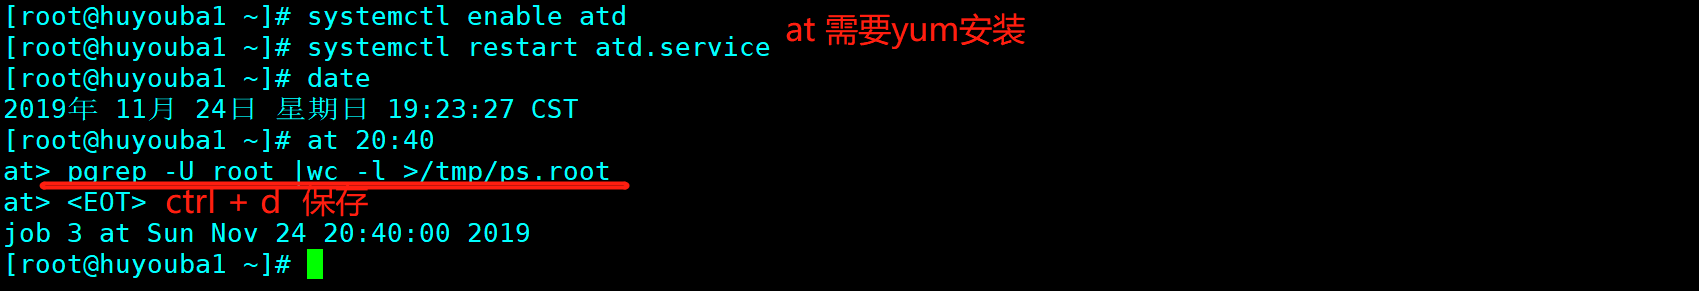 [root@huyouba1 ~]# systemctl enable atd
at 需要yum安装
[root@huyouba1 ~]# systemctl restart atd.service
[root@huyouba1 ~]# date
2019年 11月 24日 星期日 19:23:27 CST
[root@huyouba1 ~]# at 20:40
at> pgrep -U root |wc -l >/tmp/ps.root
at> <EOT> ctrl + d 保存
job 3 at Sun Nov 24 20:40:00 2019
[root@huyouba1 ~]#